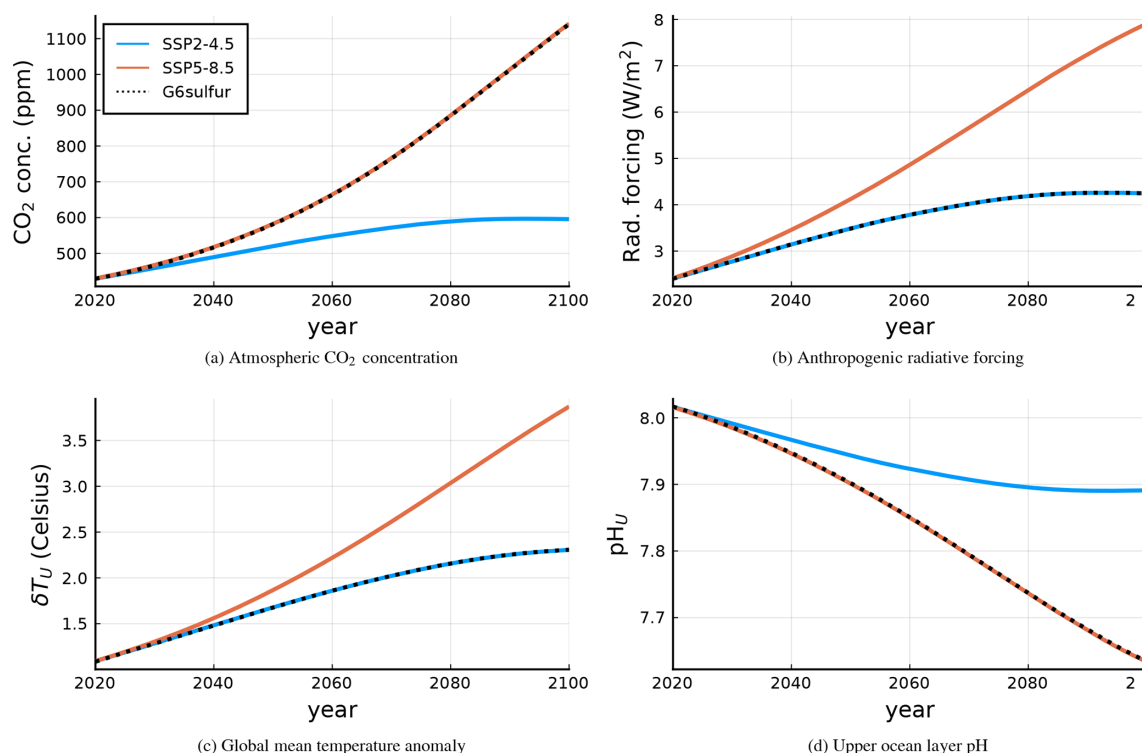 CO₂ conc. (ppm)
1100
1000
900
800
700
600
500
SSP2-4.5
SSP5-8.5
G6sulfur
2020 2040 2060 2080 2100
year
(a) Atmospheric CO₂ concentration
Rad. forcing (W/m²)
8
7
6
5
4
3
2020 2040 2060 2080 2
year
(b) Anthropogenic radiative forcing
δT_U (Celsius)
3.5
3.0
2.5
2.0
1.5
2020 2040 2060 2080 2100
year
(c) Global mean temperature anomaly
pH_U
8.0
7.9
7.8
7.7
2020 2040 2060 2080 2
year
(d) Upper ocean layer pH